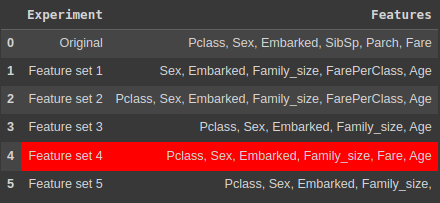 Experiment Features
0 Original Pclass, Sex, Embarked, SibSp, Parch, Fare
1 Feature set 1 Sex, Embarked, Family_size, FarePerClass, Age
2 Feature set 2 Pclass, Sex, Embarked, Family_size, FarePerClass, Age
3 Feature set 3 Pclass, Sex, Embarked, Family_size, Age
4 Feature set 4 Pclass, Sex, Embarked, Family_size, Fare, Age
5 Feature set 5 Pclass, Sex, Embarked, Family_size,